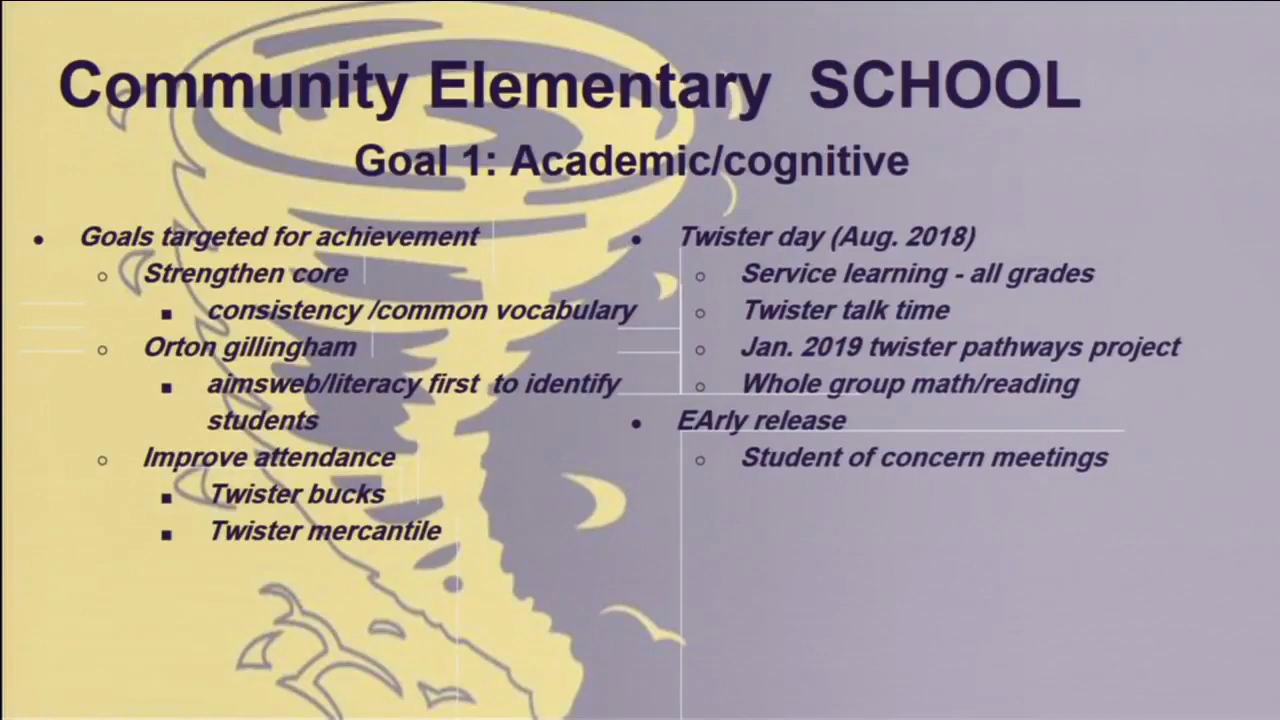 Community Elementary SCHOOL
Goal 1: Academic/cognitive
Goals targeted for achievement
Strengthen core
consistency /common vocabulary
Orton gillingham
aimsweb/literacy first to identify
students
Improve attendance
Twister bucks
Twister mercantile
Twister day (Aug. 2018)
Service learning - all grades
Twister talk time
Jan. 2019 twister pathways project
Whole group math/reading
EArly release
Student of concern meetings